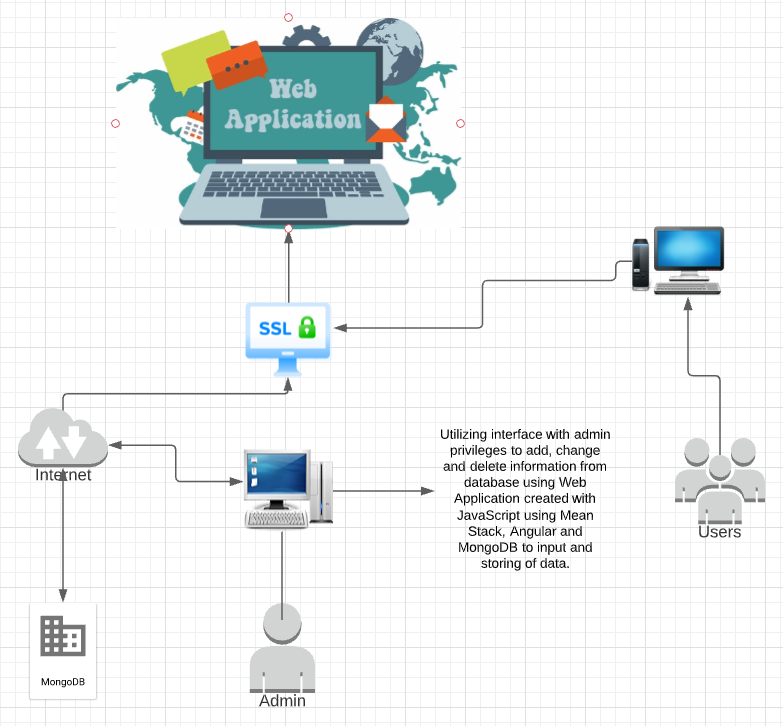 Web
Application
SSL
Internet
Utilizing interface with admin
privileges to add, change
and delete information from
database using Web
Application created with
JavaScript using Mean
Stack, Angular and
MongoDB to input and
storing of data.
Users
MongoDB
Admin